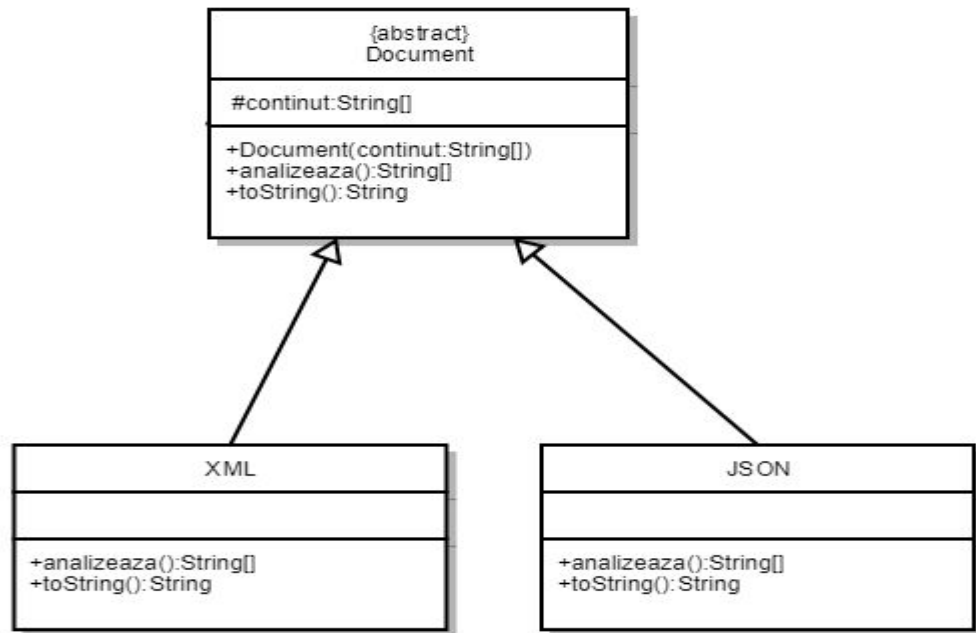 {abstract}
Document
#continut:String[]
+Document(continut:String[])
+analizeaza():String[]
+toString():String
XML
+analizeaza():String[]
+toString():String
JSON
+analizeaza():String[]
+toString():String